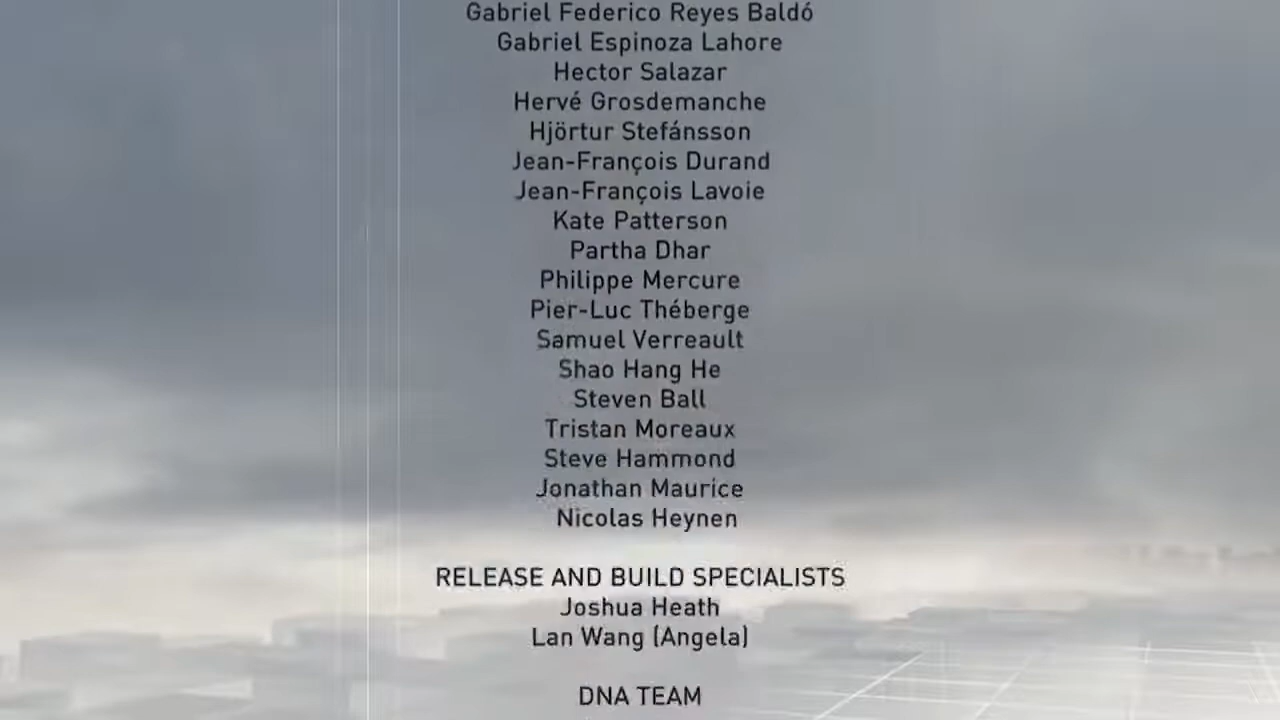 Gabriel Federico Reyes Baldó
Gabriel Espinoza Lahore
Hector Salazar
Hervé Grosdemanche
Hjörtur Stefánsson
Jean-François Durand
Jean-François Lavoie
Kate Patterson
Partha Dhar
Philippe Mercure
Pier-Luc Théberge
Samuel Verreault
Shao Hang He
Steven Ball
Tristan Moreaux
Steve Hammond
Jonathan Maurice
Nicolas Heynen
RELEASE AND BUILD SPECIALISTS
Joshua Heath
Lan Wang (Angela)
DNA TEAM